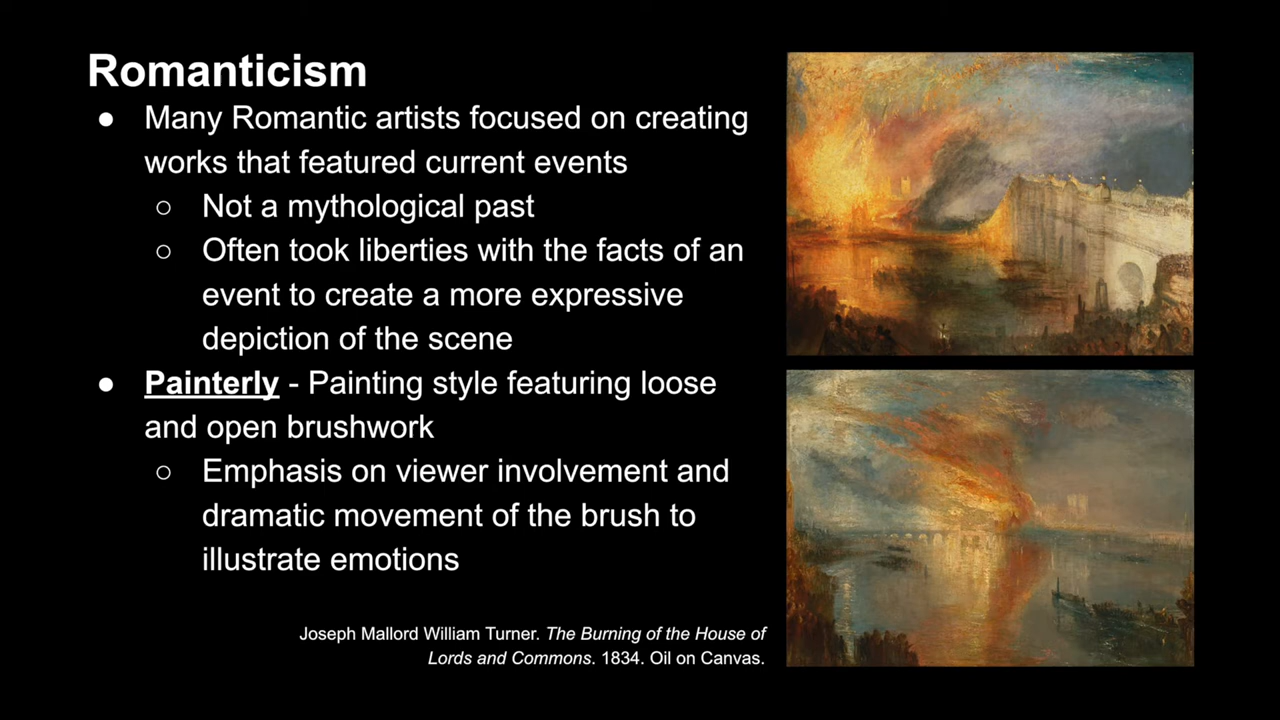 Romanticism
● Many Romantic artists focused on creating
works that featured current events
○ Not a mythological past
○ Often took liberties with the facts of an
event to create a more expressive
depiction of the scene
● Painterly - Painting style featuring loose
and open brushwork
○ Emphasis on viewer involvement and
dramatic movement of the brush to
illustrate emotions
Joseph Mallord William Turner. The Burning of the House of
Lords and Commons. 1834. Oil on Canvas.